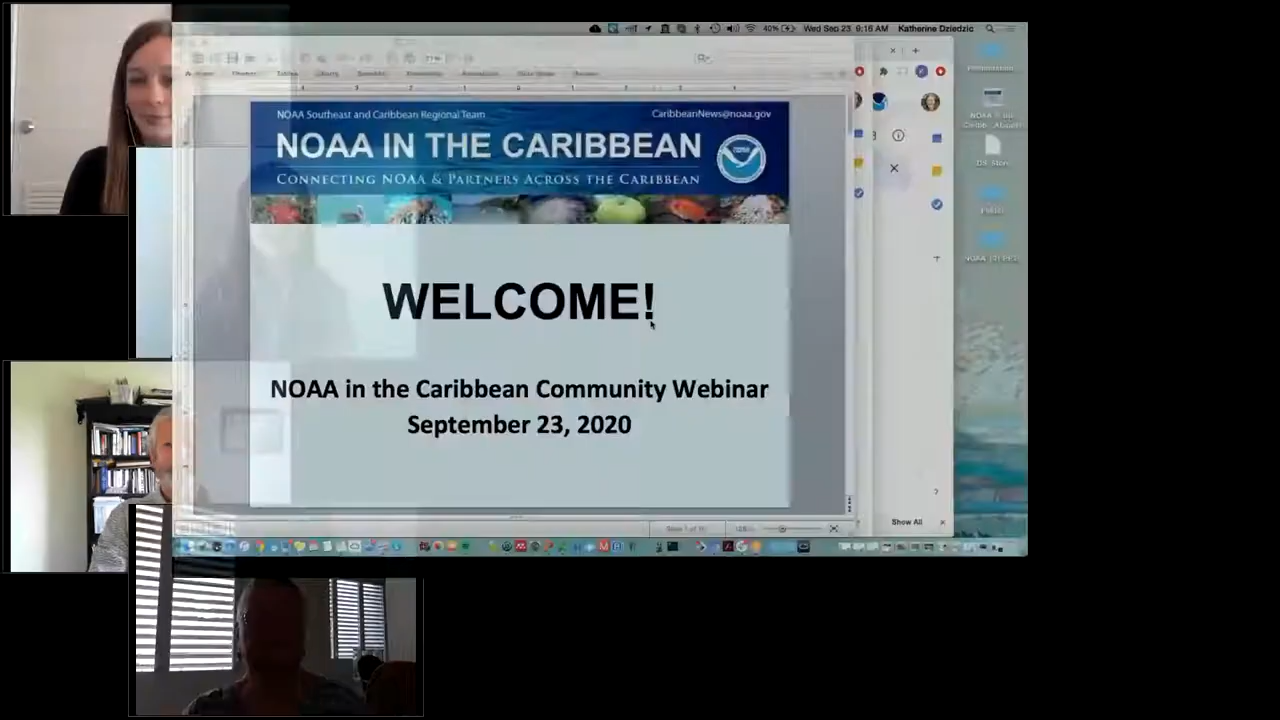 40% Wed Sep 23 9:16 AM Katherine Dziedzic
NOAA Southeast and Caribbean Regional Team CaribbeanNews@noaa.gov
NOAA IN THE CARIBBEAN
CONNECTING NOAA & PARTNERS ACROSS THE CARIBBEAN
WELCOME!
NOAA in the Caribbean Community Webinar
September 23, 2020
Show All